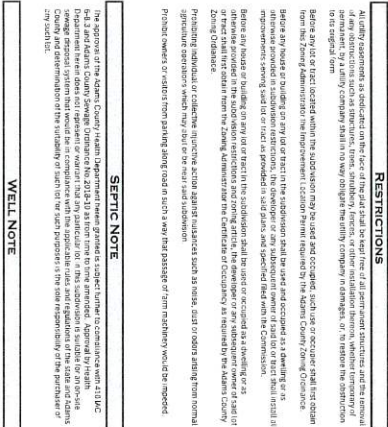 RESTRICTIONS
All utility easements as dedicated on the face of the plat shall be kept free of all permanent structures and the removal
of any obstructions such as structures, trees, shrubbery, fences, or other installation thereon, whether temporary of
permanent, by a utility company shall in no way obligate the utility company in damages, or, to restore the obstruction
to its original form
Before any lot or tract located within the subdivision may be used and occupied, such use or occupier shall first obtain
from this Zoning Administrator the Improvement Location Permit required by the Adams County Zoning Ordinance.
Before any house or building on any lot or tract in the subdivision shall be used and occupied as a dwelling or as
otherwise provided in subdivision restrictions, the developer or any subsequent owner of said lot or tract shall install all
improvements serving said lot or tract as provided in said plans and specified filed with the Commission.
Before any house or building on any lot or tract in the subdivision shall be used or occupied as a dwelling or as
otherwise provided in the subdivision restrictions and zoning article, the developer or any subsequent owner of said lot
or tract shall first obtain from the Zoning Administrator the Certificate of Occupancy as required by the Adams County
Zoning Ordinance.
Prohibiting individual or collective injunctive action against nuisances such as noise, dust or odors arising from normal
agriculture operations which may abut or be near said subdivision
Prohibit owners or visitors from parking along road in such a way that passage of farm machinery would be impeded.
SEPTIC NOTE
The approval of the Adams County Health Department herein granted is subject further to compliance with 410 IAC
6-8.3 and Adams County Sewage Ordinance No. 2018-10 as from time to time amended. Approval by Health
Department herein does not represent or warrant that any particular lot in this subdivision is suitable for an on-site
sewage disposal system that would be in compliance with the applicable rules and regulations of the state and Adams
County and determination of the suitability of such lot for such purposes is the sole responsibility of the purchaser of
any such lot.
WELL NOTE